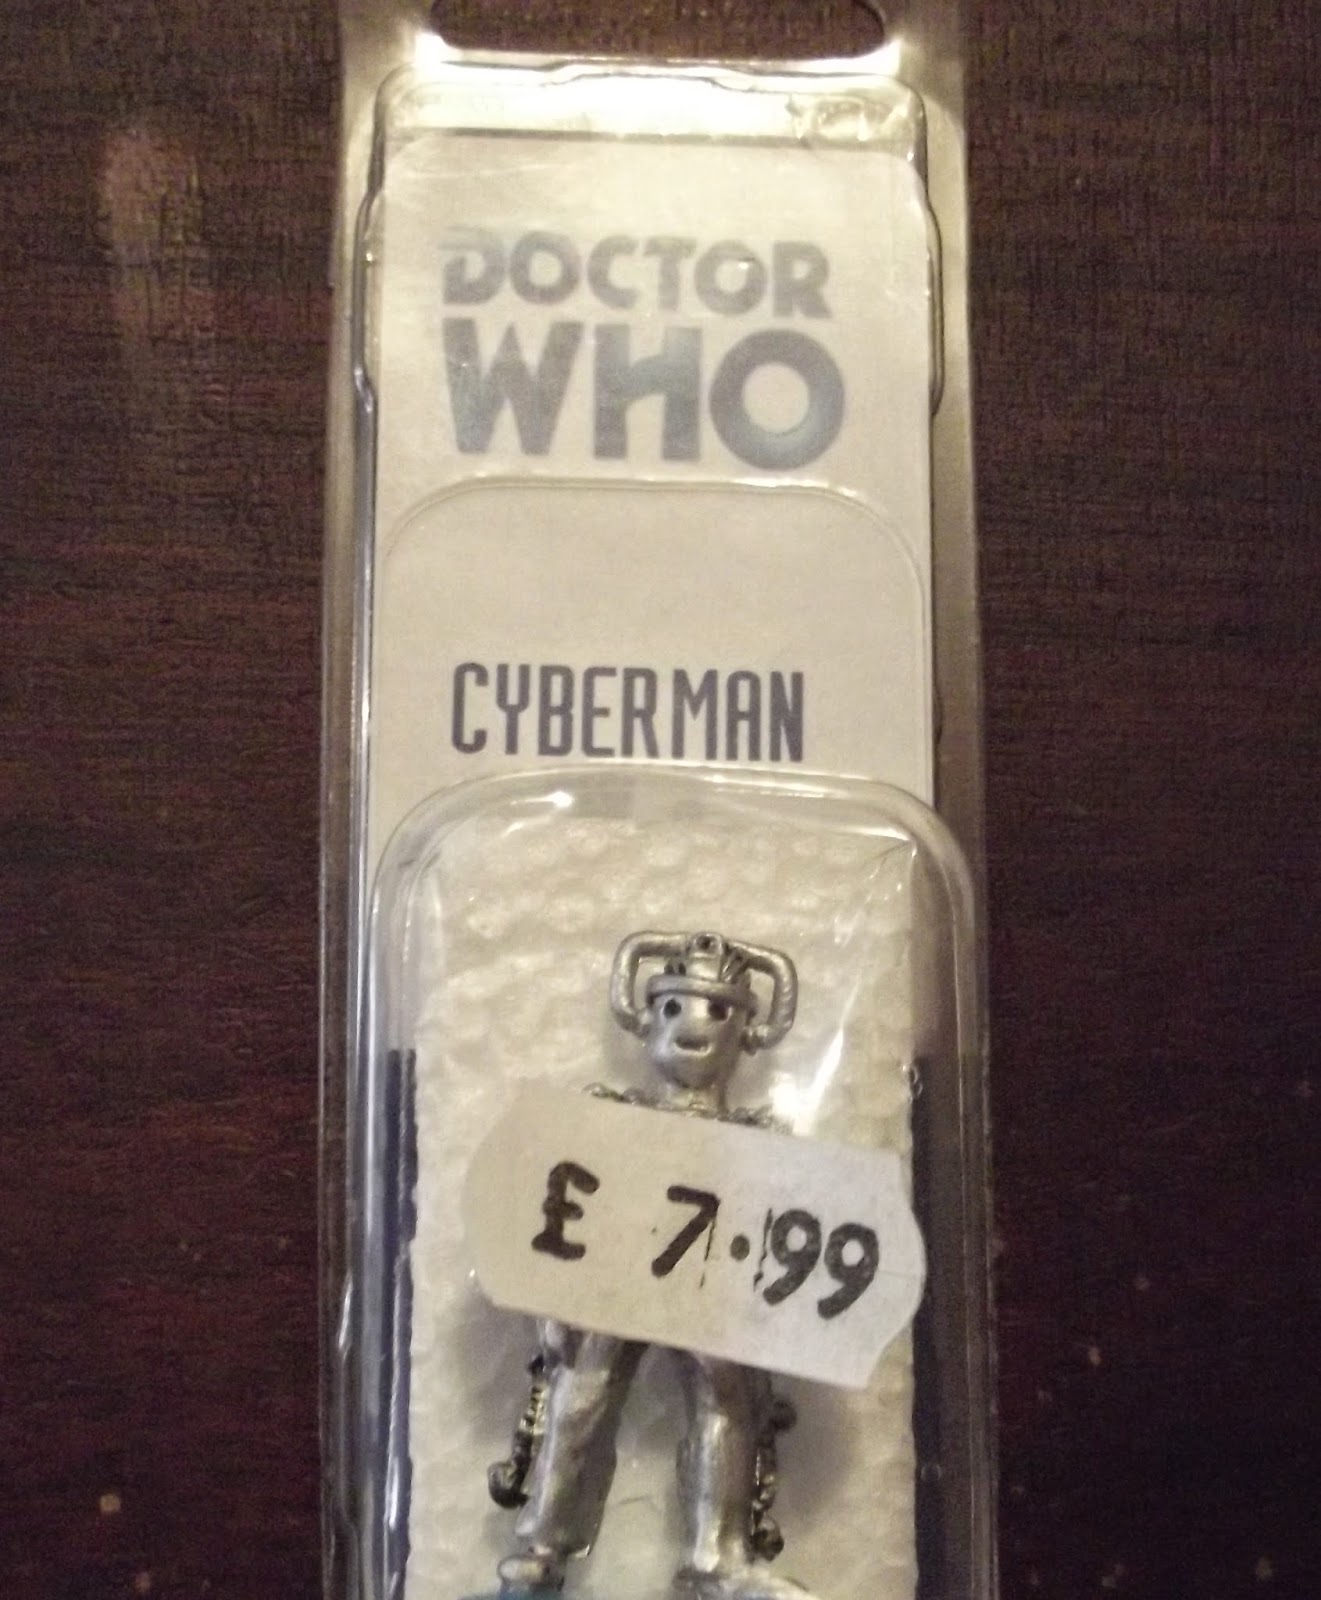 DOCTOR
WHO
CYBERMAN
£ 7.99